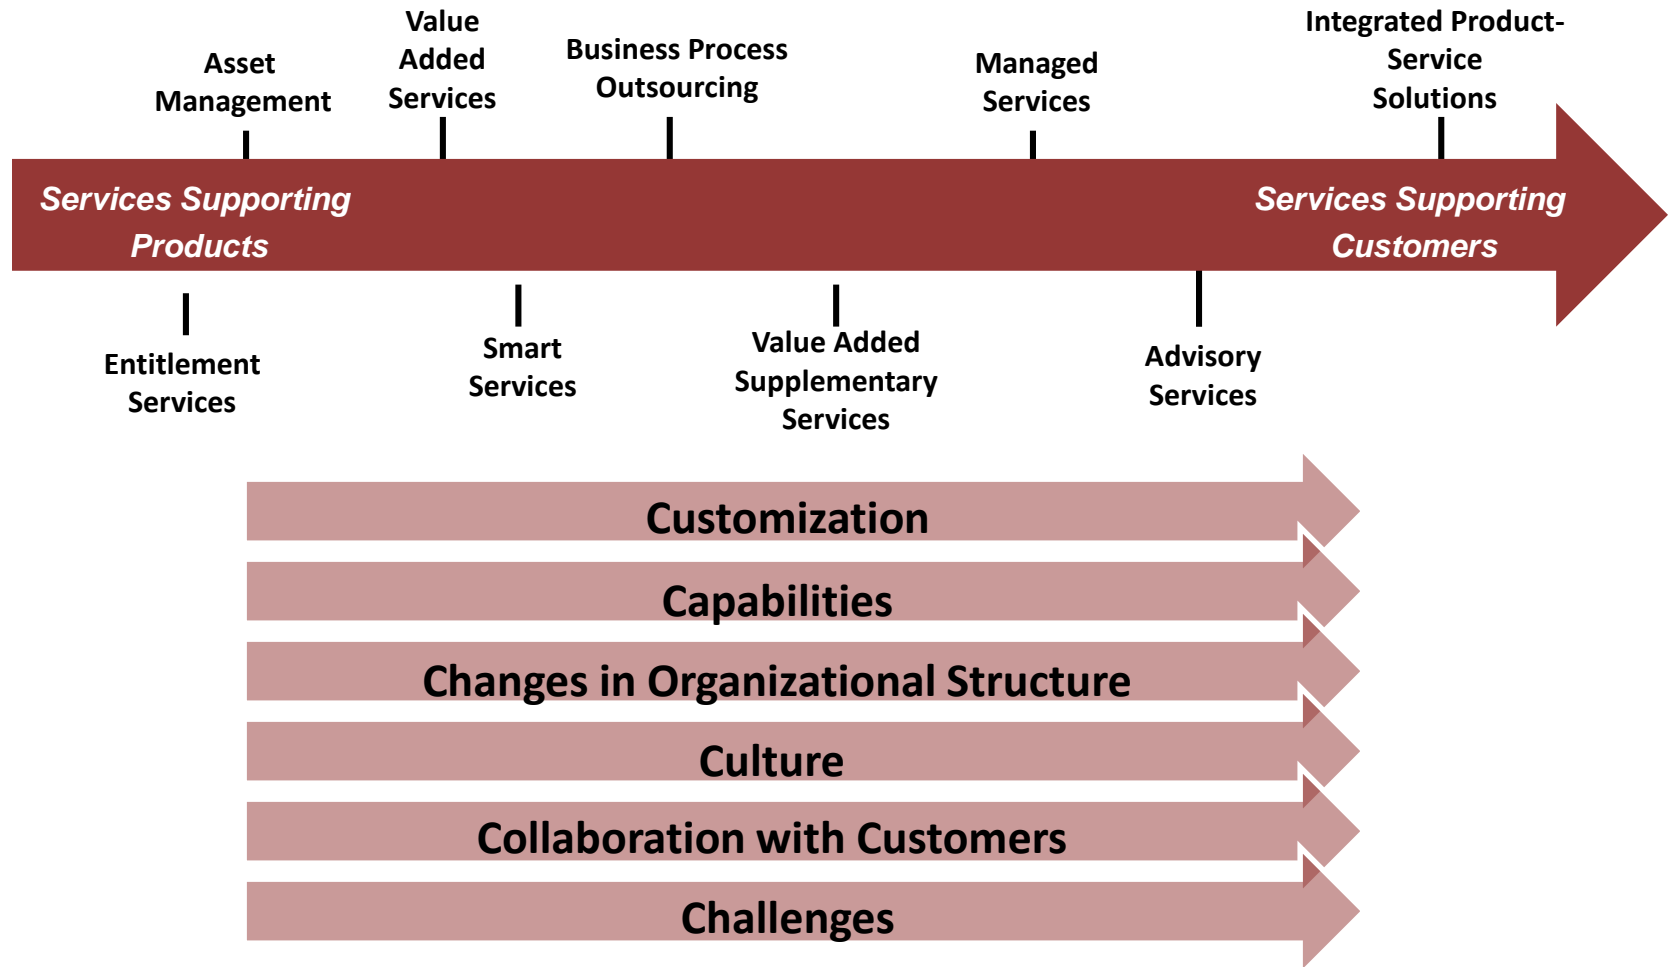 Asset
Management
Value
Added
Services
Business Process
Outsourcing
Managed
Services
Integrated Product-
Service
Solutions
Services Supporting
Products
Services Supporting
Customers
Entitlement
Services
Smart
Services
Value Added
Supplementary
Services
Advisory
Services
Customization
Capabilities
Changes in Organizational Structure
Culture
Collaboration with Customers
Challenges